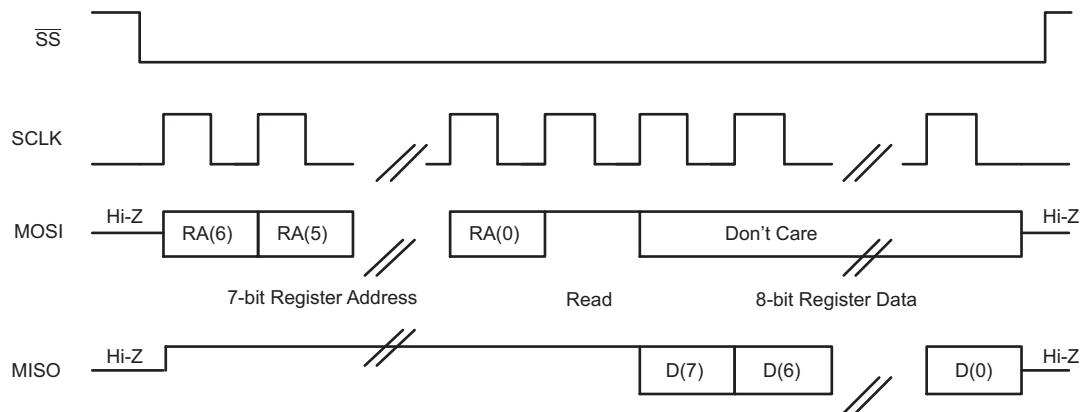 SS
SCLK
MOSI Hi-Z RA(6) RA(5) RA(0) Don't Care Hi-Z
7-bit Register Address Read 8-bit Register Data
MISO Hi-Z D(7) D(6) D(0) Hi-Z